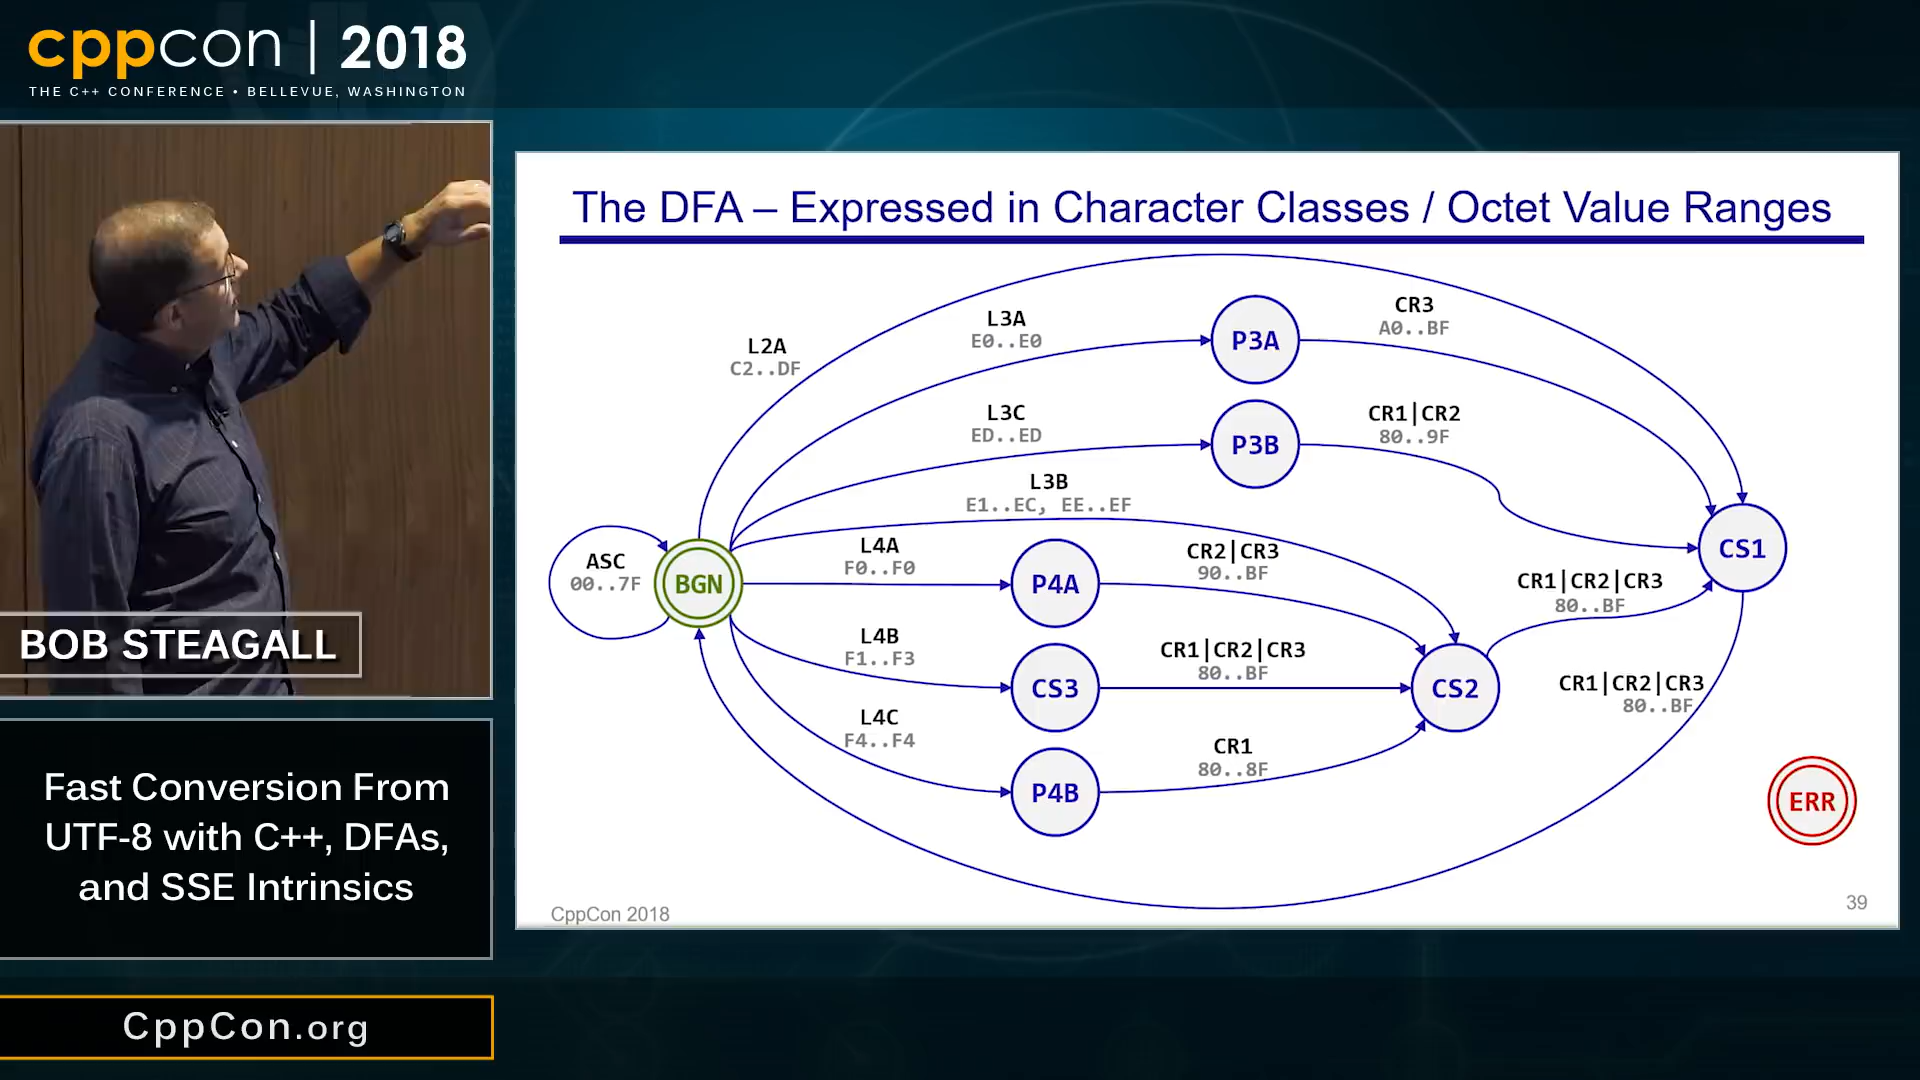 cppcon | 2018
THE C++ CONFERENCE • BELLEVUE, WASHINGTON
BOB STEAGALL
Fast Conversion From
UTF-8 with C++, DFAs,
and SSE Intrinsics
CppCon.org
The DFA – Expressed in Character Classes / Octet Value Ranges
L2A
C2..DF
L3A
E0..E0
P3A
CR3
A0..BF
L3C
ED..ED
P3B
CR1|CR2
80..9F
L3B
E1..EC, EE..EF
ASC
00..7F
BGN
L4A
F0..F0
P4A
CR2|CR3
90..BF
CS1
CR1|CR2|CR3
80..BF
L4B
F1..F3
CS3
CR1|CR2|CR3
80..BF
CS2
CR1|CR2|CR3
80..BF
L4C
F4..F4
P4B
CR1
80..8F
ERR
CppCon 2018
39